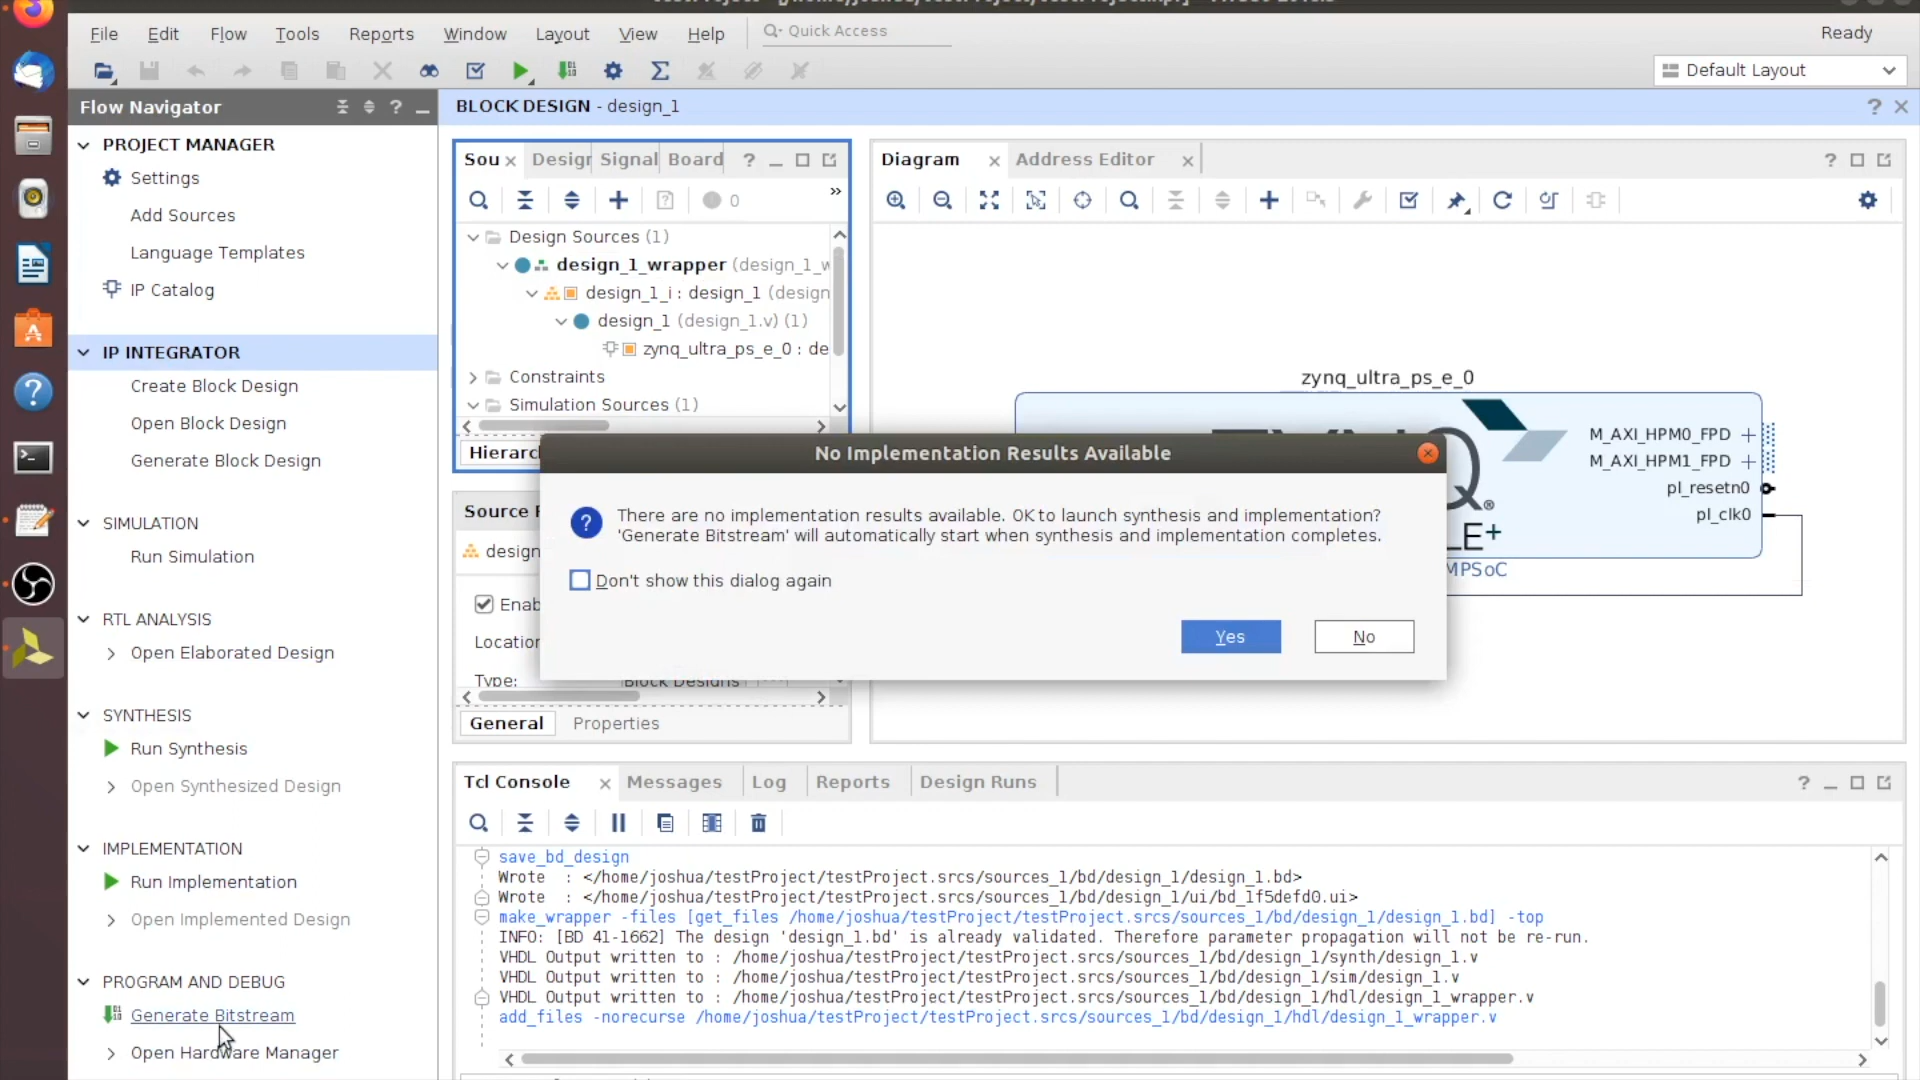 File Edit Flow Tools Reports Window Layout View Help Quick Access Ready
Default Layout
Flow Navigator
PROJECT MANAGER
Settings
Add Sources
Language Templates
IP Catalog
IP INTEGRATOR
Create Block Design
Open Block Design
Generate Block Design
SIMULATION
Run Simulation
RTL ANALYSIS
Open Elaborated Design
SYNTHESIS
Run Synthesis
Open Synthesized Design
IMPLEMENTATION
Run Implementation
Open Implemented Design
PROGRAM AND DEBUG
Generate Bitstream
Open Hardware Manager
BLOCK DESIGN - design_1
Sou Desigr Signal Board
0
Design Sources (1)
design_1_wrapper (design_1_w
design_1_i : design_1 (design
design_1 (design_1.v) (1)
zynq_ultra_ps_e_0 : de
Constraints
Simulation Sources (1)
Hierarc
Source
design
Enab
Location
Type: Block Designs
General Properties
Diagram Address Editor
zynq_ultra_ps_e_0
M_AXI_HPM0_FPD
M_AXI_HPM1_FPD
pl_resetn0
pl_clk0
LE+
MPSoC
No Implementation Results Available
There are no implementation results available. OK to launch synthesis and implementation?
'Generate Bitstream' will automatically start when synthesis and implementation completes.
Don't show this dialog again
Yes No
Tcl Console Messages Log Reports Design Runs
save_bd_design
Wrote : </home/joshua/testProject/testProject.srcs/sources_1/bd/design_1/design_1.bd>
Wrote : </home/joshua/testProject/testProject.srcs/sources_1/bd/design_1/ui/bd_1f5defd0.ui>
make_wrapper -files [get_files /home/joshua/testProject/testProject.srcs/sources_1/bd/design_1/design_1.bd] -top
INFO: [BD 41-1662] The design 'design_1.bd' is already validated. Therefore parameter propagation will not be re-run.
VHDL Output written to : /home/joshua/testProject/testProject.srcs/sources_1/bd/design_1/synth/design_1.v
VHDL Output written to : /home/joshua/testProject/testProject.srcs/sources_1/bd/design_1/sim/design_1.v
VHDL Output written to : /home/joshua/testProject/testProject.srcs/sources_1/bd/design_1/hdl/design_1_wrapper.v
add_files -norecurse /home/joshua/testProject/testProject.srcs/sources_1/bd/design_1/hdl/design_1_wrapper.v